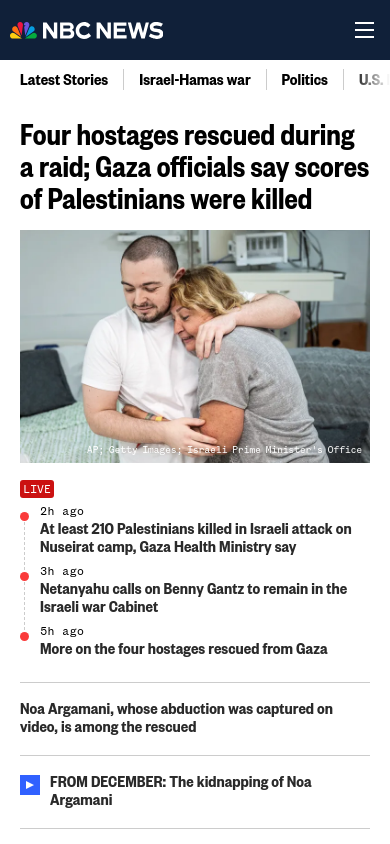 NBC NEWS
Latest Stories
Israel-Hamas war
Politics
U.S.
Four hostages rescued during
a raid; Gaza officials say scores
of Palestinians were killed
AP; Getty Images; Israeli Prime Minister's Office
LIVE
2h ago
At least 210 Palestinians killed in Israeli attack on
Nuseirat camp, Gaza Health Ministry say
3h ago
Netanyahu calls on Benny Gantz to remain in the
Israeli war Cabinet
5h ago
More on the four hostages rescued from Gaza
Noa Argamani, whose abduction was captured on
video, is among the rescued
FROM DECEMBER: The kidnapping of Noa
Argamani